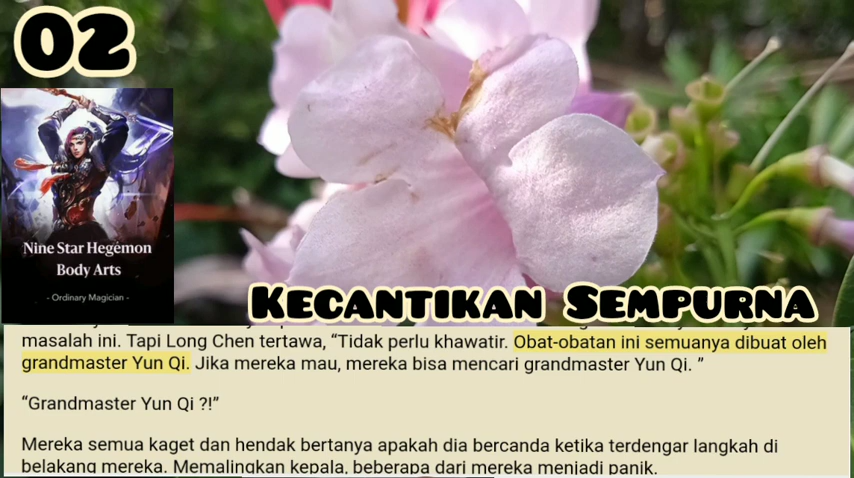 02
Nine Star Hegemon
Body Arts
- Ordinary Magician -
KECANTIKAN SEMPURNA
masalah ini. Tapi Long Chen tertawa, “Tidak perlu khawatir. Obat-obatan ini semuanya dibuat oleh
grandmaster Yun Qi. Jika mereka mau, mereka bisa mencari grandmaster Yun Qi. ”
“Grandmaster Yun Qi ?!”
Mereka semua kaget dan hendak bertanya apakah dia bercanda ketika terdengar langkah di
belakang mereka. Memalingkan kepala, beberapa dari mereka menjadi panik.